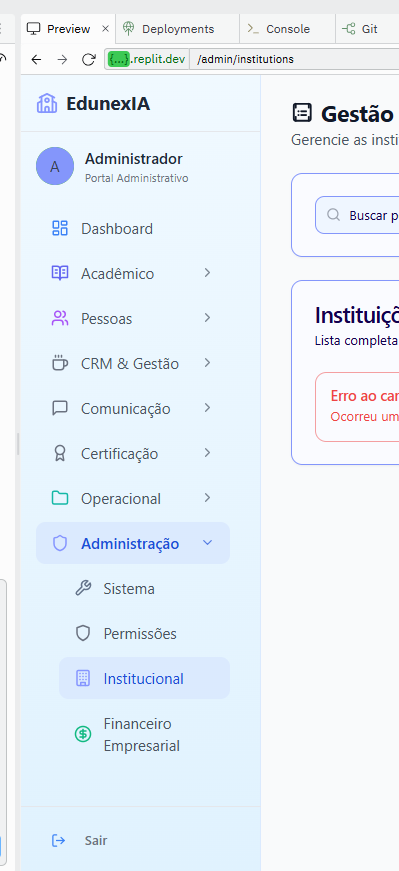 Preview
Deployments
Console
Git
{...}.replit.dev /admin/institutions
EdunexIA
A
Administrador
Portal Administrativo
Dashboard
Acadêmico
Pessoas
CRM & Gestão
Comunicação
Certificação
Operacional
Administração
Sistema
Permissões
Institucional
Financeiro
Empresarial
Sair
Gestão
Gerencie as insti
Buscar p
Instituiçõ
Lista completa
Erro ao car
Ocorreu um